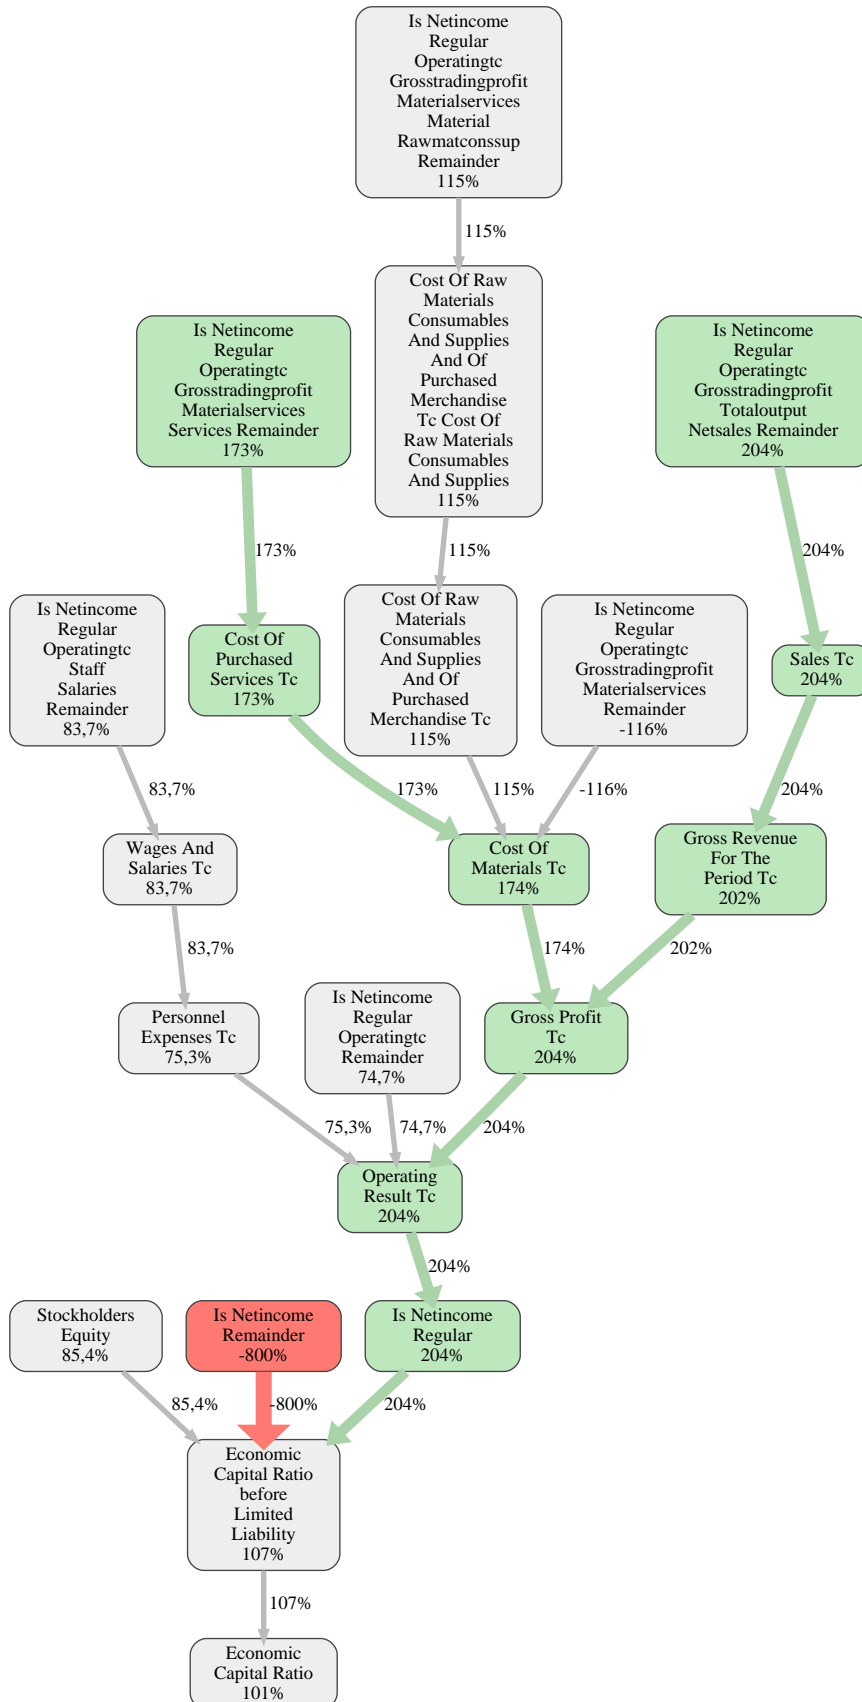 Is Netincome
Regular
Operatingtc
Grosstradingprofit
Materialservices
Material
Rawmatconssup
Remainder
115%
115%
Cost Of Raw
Materials
Consumables
And Supplies
And Of
Purchased
Merchandise
Tc Cost Of
Raw Materials
Consumables
And Supplies
115%
Is Netincome
Regular
Operatingtc
Grosstradingprofit
Materialservices
Services Remainder
173%
Is Netincome
Regular
Operatingtc
Grosstradingprofit
Totaloutput
Netsales Remainder
204%
173%
115%
204%
Is Netincome
Regular
Operatingtc
Staff
Salaries
Remainder
83,7%
Cost Of
Purchased
Services Tc
173%
Cost Of Raw
Materials
Consumables
And Supplies
And Of
Purchased
Merchandise Tc
115%
Is Netincome
Regular
Operatingtc
Grosstradingprofit
Materialservices
Remainder
-116%
Sales Tc
204%
83,7%
173%
115%
-116%
204%
Wages And
Salaries Tc
83,7%
Cost Of
Materials Tc
174%
Gross Revenue
For The
Period Tc
202%
83,7%
174%
202%
Personnel
Expenses Tc
75,3%
Is Netincome
Regular
Operatingtc
Remainder
74,7%
Gross Profit
Tc
204%
75,3%
74,7%
204%
Operating
Result Tc
204%
204%
Stockholders
Equity
85,4%
Is Netincome
Remainder
-800%
Is Netincome
Regular
204%
85,4%
-800%
204%
Economic
Capital Ratio
before
Limited
Liability
107%
107%
Economic
Capital Ratio
101%